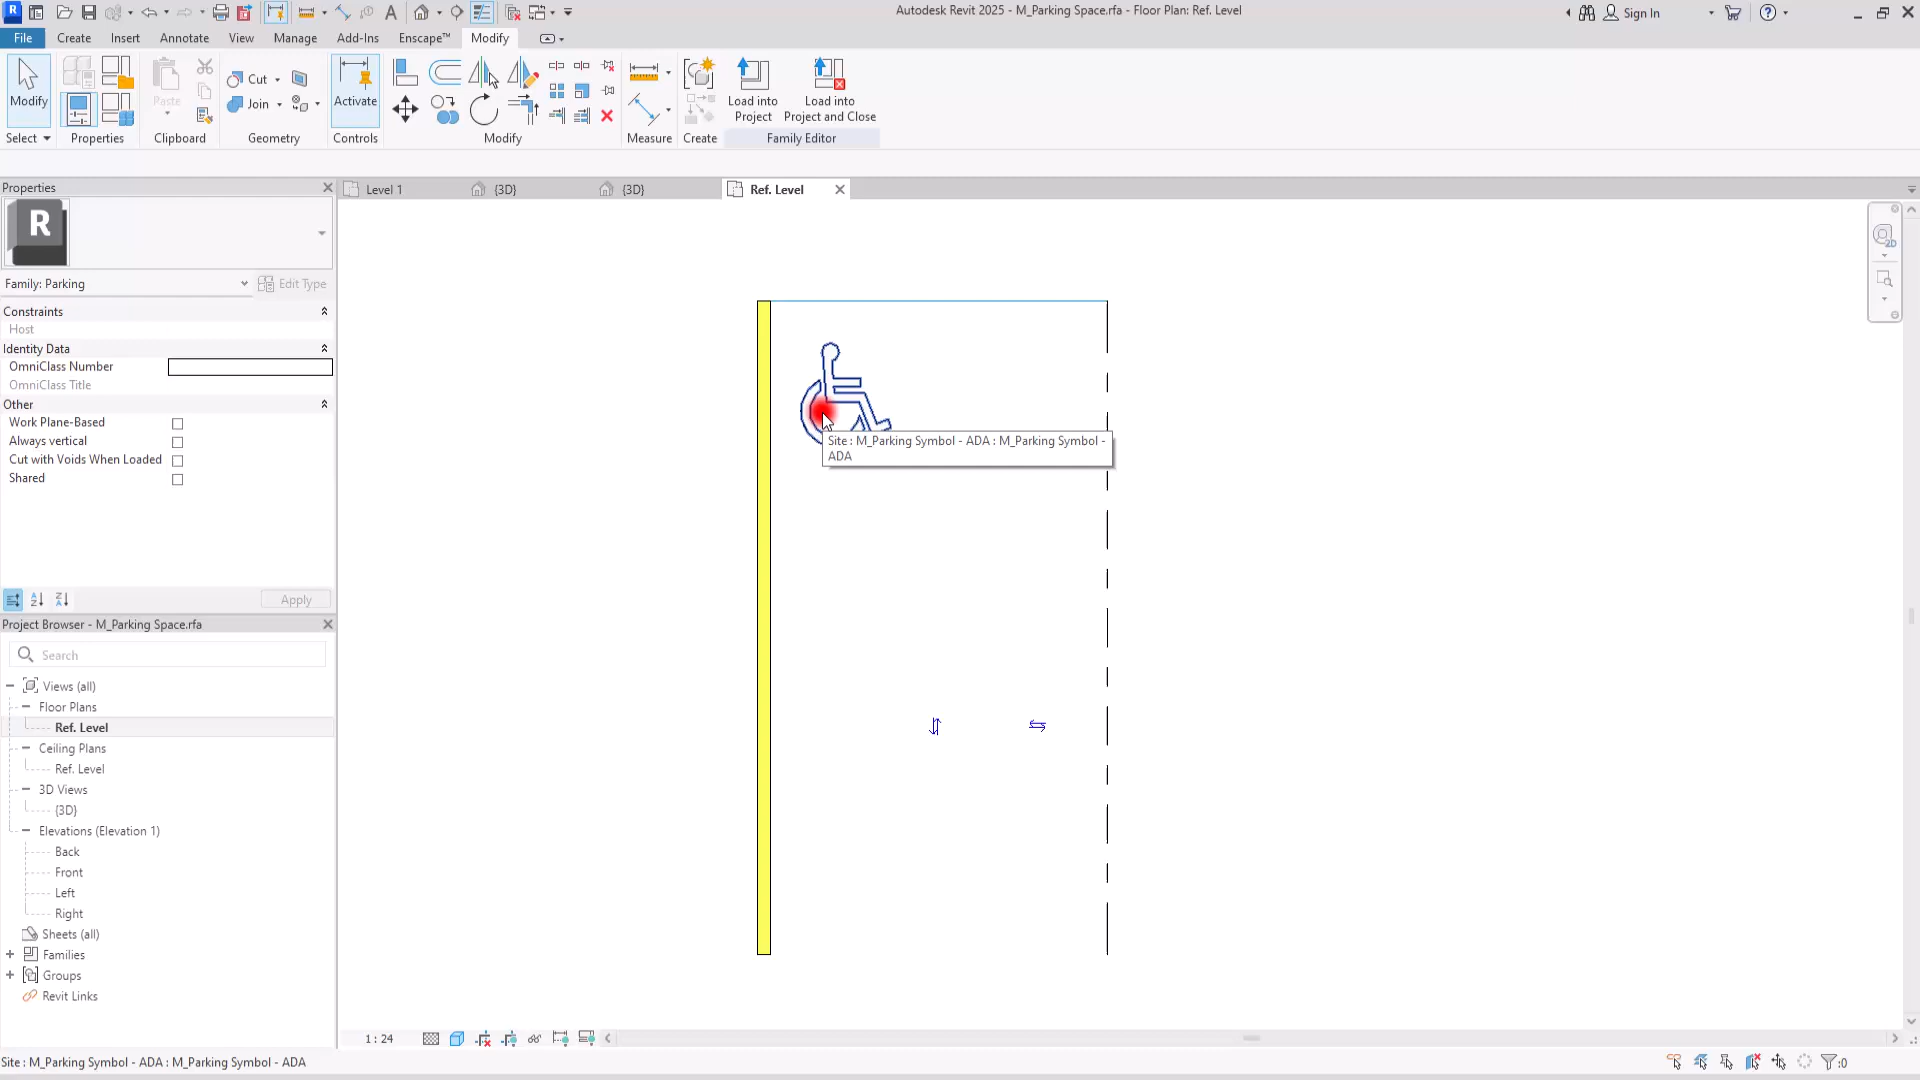 Autodesk Revit 2025 - M_Parking Space.rfa - Floor Plan: Ref. Level
Sign In
File
Create
Insert
Annotate
View
Manage
Add-Ins
Enscape™
Modify
Modify
Paste
Cut
Join
Activate
Load into
Project
Load into
Project and Close
Select
Properties
Clipboard
Geometry
Controls
Modify
Measure
Create
Family Editor
Properties
Level 1
{3D}
{3D}
Ref. Level
R
Family: Parking
Edit Type
Constraints
Host
Identity Data
OmniClass Number
OmniClass Title
Other
Work Plane-Based
Always vertical
Cut with Voids When Loaded
Shared
Apply
Site : M_Parking Symbol - ADA : M_Parking Symbol -
ADA
Project Browser - M_Parking Space.rfa
Search
Views (all)
Floor Plans
Ref. Level
Ceiling Plans
Ref. Level
3D Views
{3D}
Elevations (Elevation 1)
Back
Front
Left
Right
Sheets (all)
Families
Groups
Revit Links
1 : 24
Site : M_Parking Symbol - ADA : M_Parking Symbol - ADA
:0